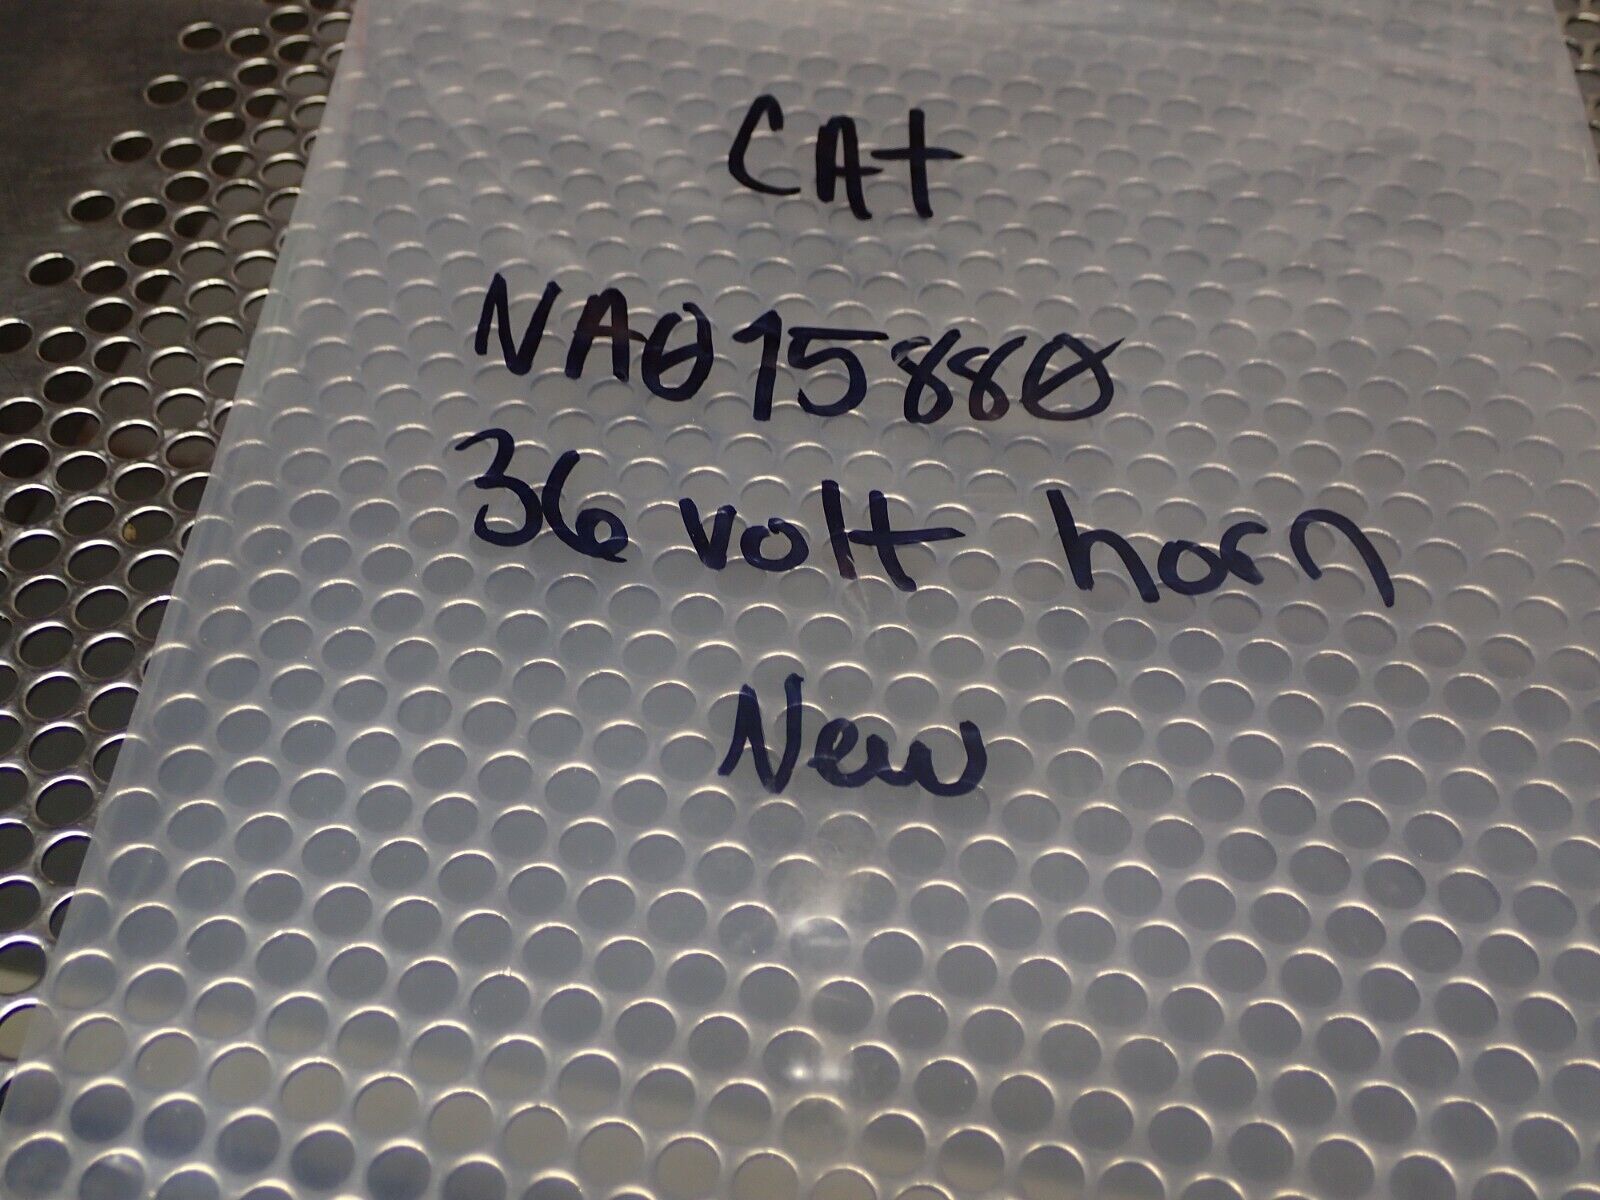 CAt
NA015880
36 volt horn
New